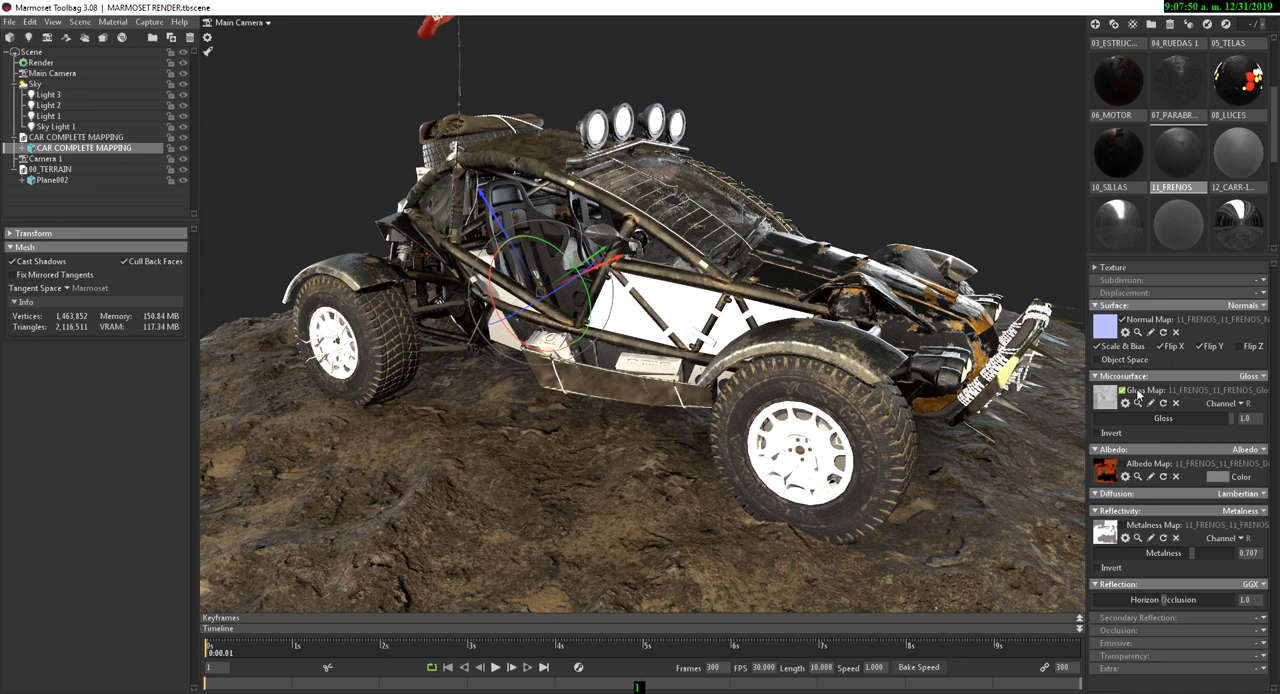 Marmoset Toolbag 3.08 | MARMOSET RENDER.tbscene
9:07:50 a. m. 12/31/2019
File Edit View Scene Material Capture Help
Main Camera
- /
Scene
Render
Main Camera
Sky
Light 3
Light 2
Light 1
Sky Light 1
CAR COMPLETE MAPPING
CAR COMPLETE MAPPING
Camera 1
00_TERRAIN
Plane002
Transform
Mesh
Cast Shadows Cull Back Faces
Fix Mirrored Tangents
Tangent Space Marmoset
Info
Vertices: 1,463,852 Memory: 150.84 MB
Triangles: 2,116,511 VRAM: 117.34 MB
03_ESTRUC... 04_RUEDAS 1 05_TELAS
06_MOTOR 07_PARABR... 08_LUCES
10_SILLAS 11_FRENOS 12_CARR-I...
Texture
Subdivision:
Displacement:
Surface: Normals
Normal Map: 11_FRENOS_11_FRENOS_N
Scale & Bias Flip X Flip Y Flip Z
Object Space
Microsurface: Gloss
Gloss Map: 11_FRENOS_11_FRENOS_Glo
Channel R
Gloss 1.0
Invert
Albedo: Albedo
Albedo Map: 11_FRENOS_11_FRENOS_D
Color
Diffusion: Lambertian
Reflectivity: Metalness
Metalness Map: 11_FRENOS_11_FRENOS
Channel R
Metalness 0.707
Invert
Reflection: GGX
Horizon Occlusion 1.0
Secondary Reflection:
Occlusion:
Emissive:
Transparency:
Extra:
Keyframes
Timeline
0s 1s 2s 3s 4s 5s 6s 7s 8s 9s
0:00.01
1 Frames 300 FPS 30.000 Length 10.000 Speed 1.000 Bake Speed 300
1